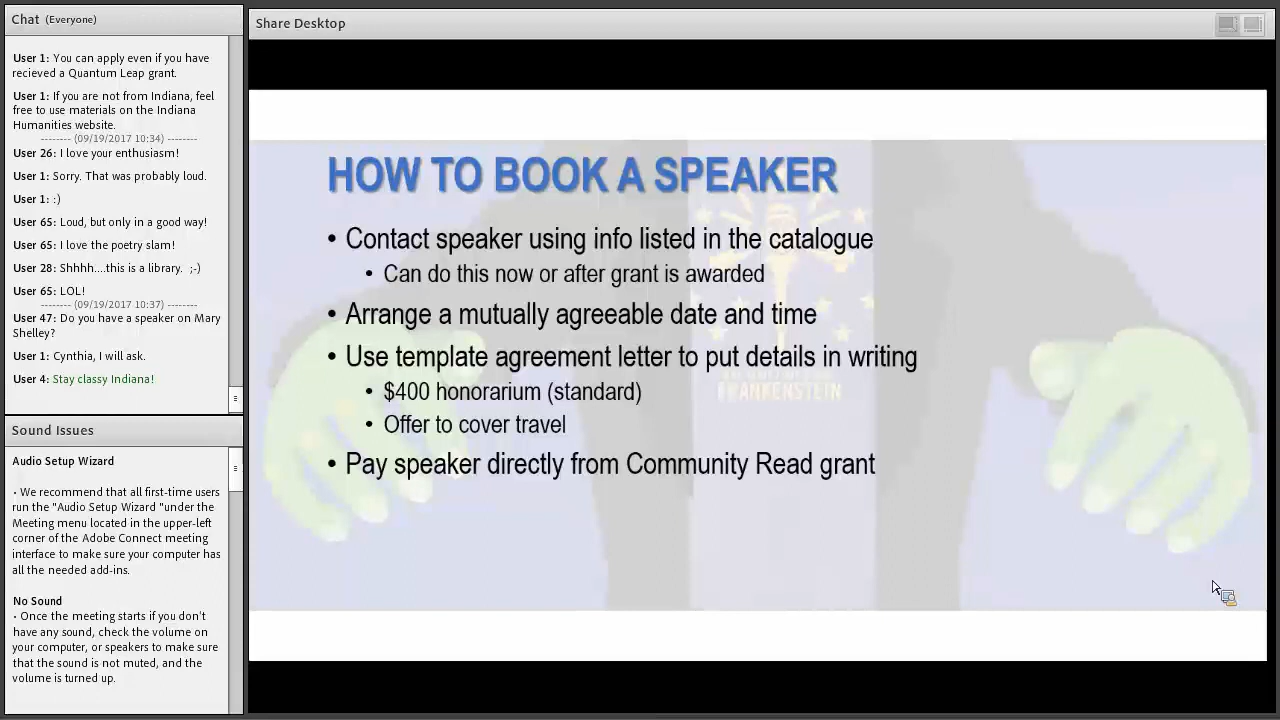 Chat (Everyone)
User 1: You can apply even if you have
recieved a Quantum Leap grant.
User 1: If you are not from Indiana, feel
free to use materials on the Indiana
Humanities website.
-------- (09/19/2017 10:34) --------
User 26: I love your enthusiasm!
User 1: Sorry. That was probably loud.
User 1: :)
User 65: Loud, but only in a good way!
User 65: I love the poetry slam!
User 28: Shhhh....this is a library. ;-)
User 65: LOL!
-------- (09/19/2017 10:37) --------
User 47: Do you have a speaker on Mary
Shelley?
User 1: Cynthia, I will ask.
User 4: Stay classy Indiana!
Sound Issues
Audio Setup Wizard
• We recommend that all first-time users
run the "Audio Setup Wizard "under the
Meeting menu located in the upper-left
corner of the Adobe Connect meeting
interface to make sure your computer has
all the needed add-ins.
No Sound
• Once the meeting starts if you don't
have any sound, check the volume on
your computer, or speakers to make sure
that the sound is not muted, and the
volume is turned up.
Share Desktop
HOW TO BOOK A SPEAKER
• Contact speaker using info listed in the catalogue
• Can do this now or after grant is awarded
• Arrange a mutually agreeable date and time
• Use template agreement letter to put details in writing
• $400 honorarium (standard)
FRANKENSTEIN
• Offer to cover travel
• Pay speaker directly from Community Read grant